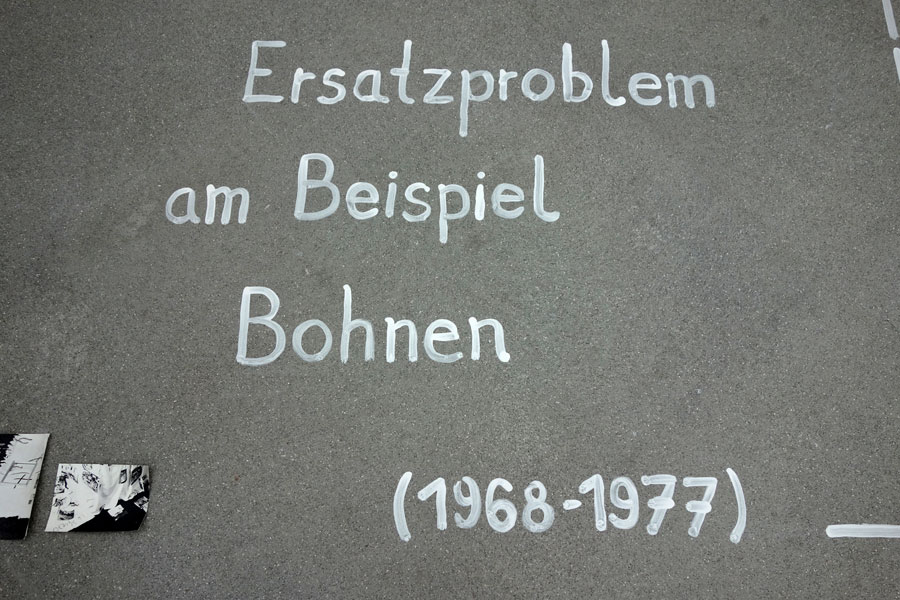 Ersatzproblem
am Beispiel
Bohnen
(1968-1977)